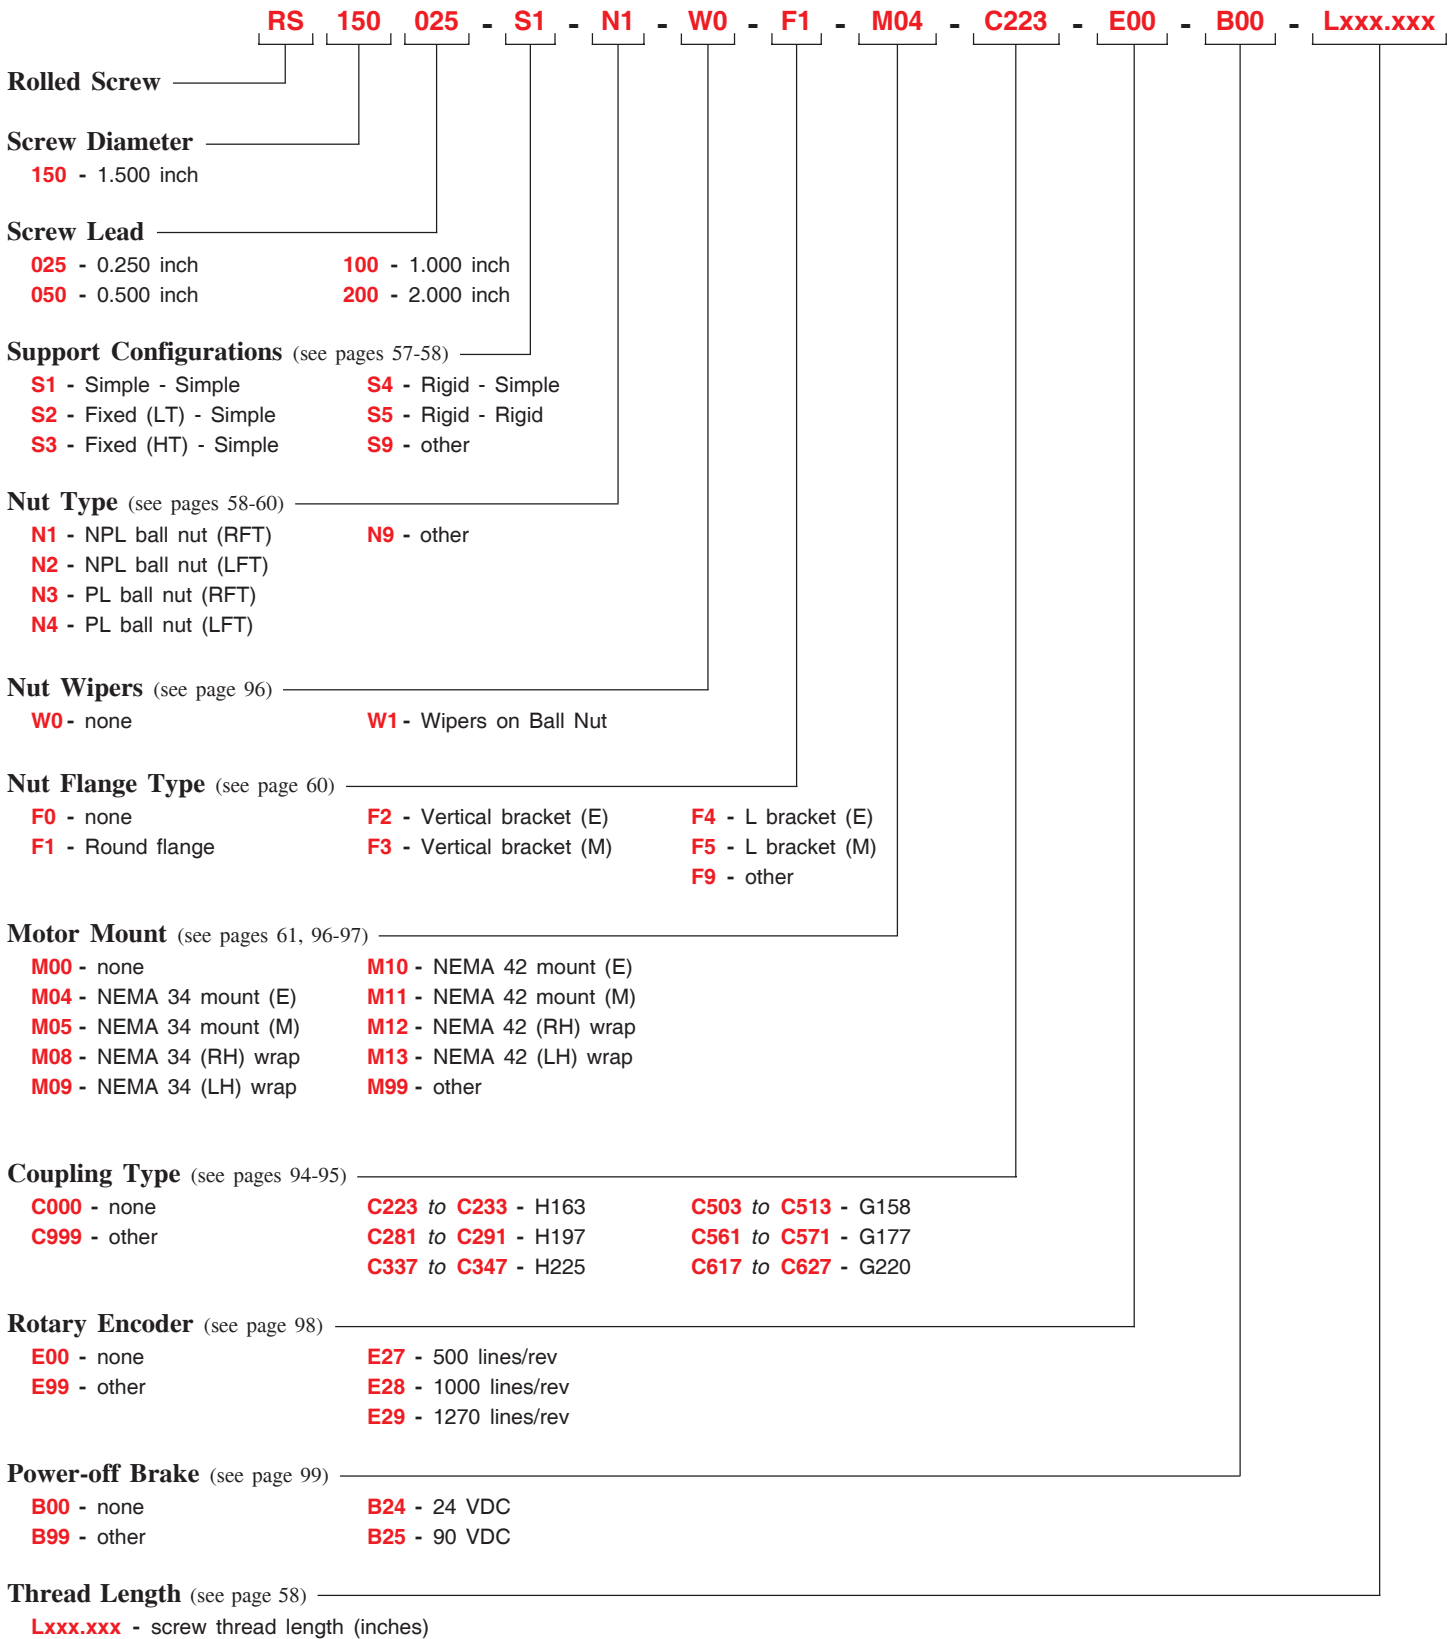 RS 150 025 - S1 - N1 - W0 - F1 - M04 - C223 - E00 - B00 - Lxxx.xxx
Rolled Screw
Screw Diameter
150 - 1.500 inch
Screw Lead
025 - 0.250 inch 100 - 1.000 inch
050 - 0.500 inch 200 - 2.000 inch
Support Configurations (see pages 57-58)
S1 - Simple - Simple S4 - Rigid - Simple
S2 - Fixed (LT) - Simple S5 - Rigid - Rigid
S3 - Fixed (HT) - Simple S9 - other
Nut Type (see pages 58-60)
N1 - NPL ball nut (RFT) N9 - other
N2 - NPL ball nut (LFT)
N3 - PL ball nut (RFT)
N4 - PL ball nut (LFT)
Nut Wipers (see page 96)
W0 - none W1 - Wipers on Ball Nut
Nut Flange Type (see page 60)
F0 - none F2 - Vertical bracket (E) F4 - L bracket (E)
F1 - Round flange F3 - Vertical bracket (M) F5 - L bracket (M)
F9 - other
Motor Mount (see pages 61, 96-97)
M00 - none M10 - NEMA 42 mount (E)
M04 - NEMA 34 mount (E) M11 - NEMA 42 mount (M)
M05 - NEMA 34 mount (M) M12 - NEMA 42 (RH) wrap
M08 - NEMA 34 (RH) wrap M13 - NEMA 42 (LH) wrap
M09 - NEMA 34 (LH) wrap M99 - other
Coupling Type (see pages 94-95)
C000 - none C223 to C233 - H163 C503 to C513 - G158
C999 - other C281 to C291 - H197 C561 to C571 - G177
C337 to C347 - H225 C617 to C627 - G220
Rotary Encoder (see page 98)
E00 - none E27 - 500 lines/rev
E99 - other E28 - 1000 lines/rev
E29 - 1270 lines/rev
Power-off Brake (see page 99)
B00 - none B24 - 24 VDC
B99 - other B25 - 90 VDC
Thread Length (see page 58)
Lxxx.xxx - screw thread length (inches)